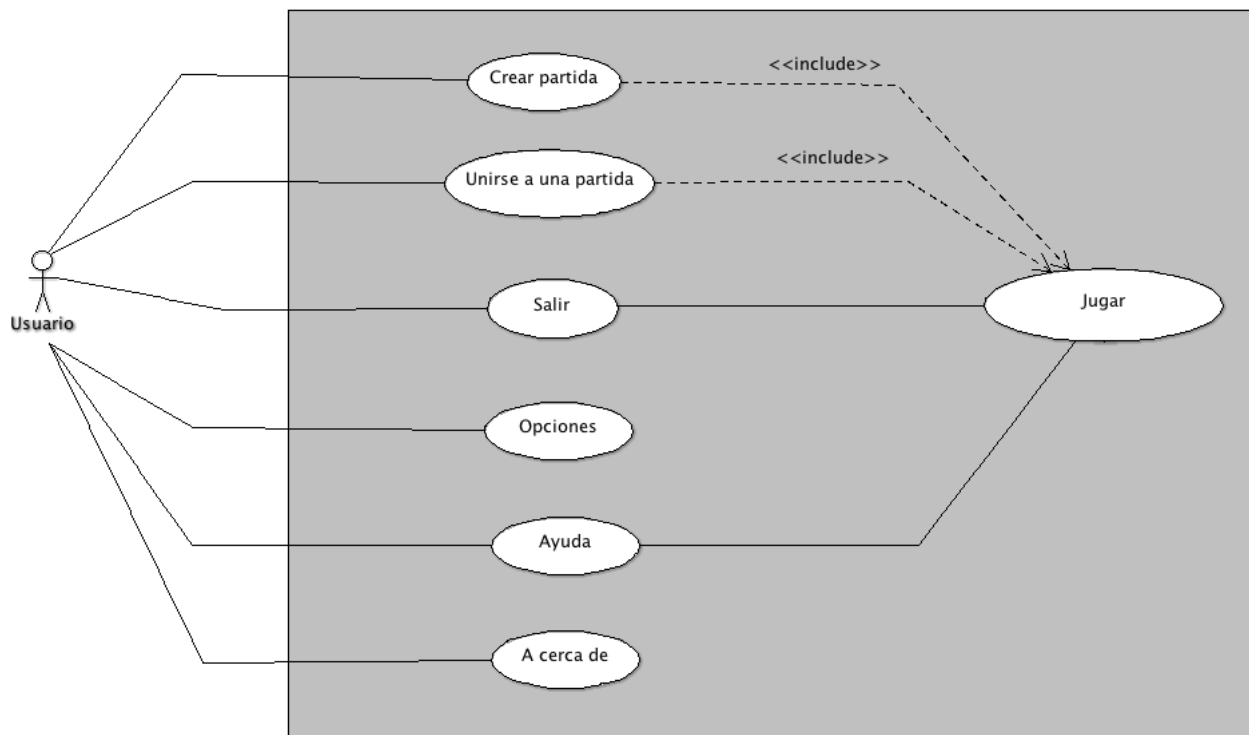 Crear partida
<<include>>
Unirse a una partida
<<include>>
Usuario
Salir
Jugar
Opciones
Ayuda
A cerca de